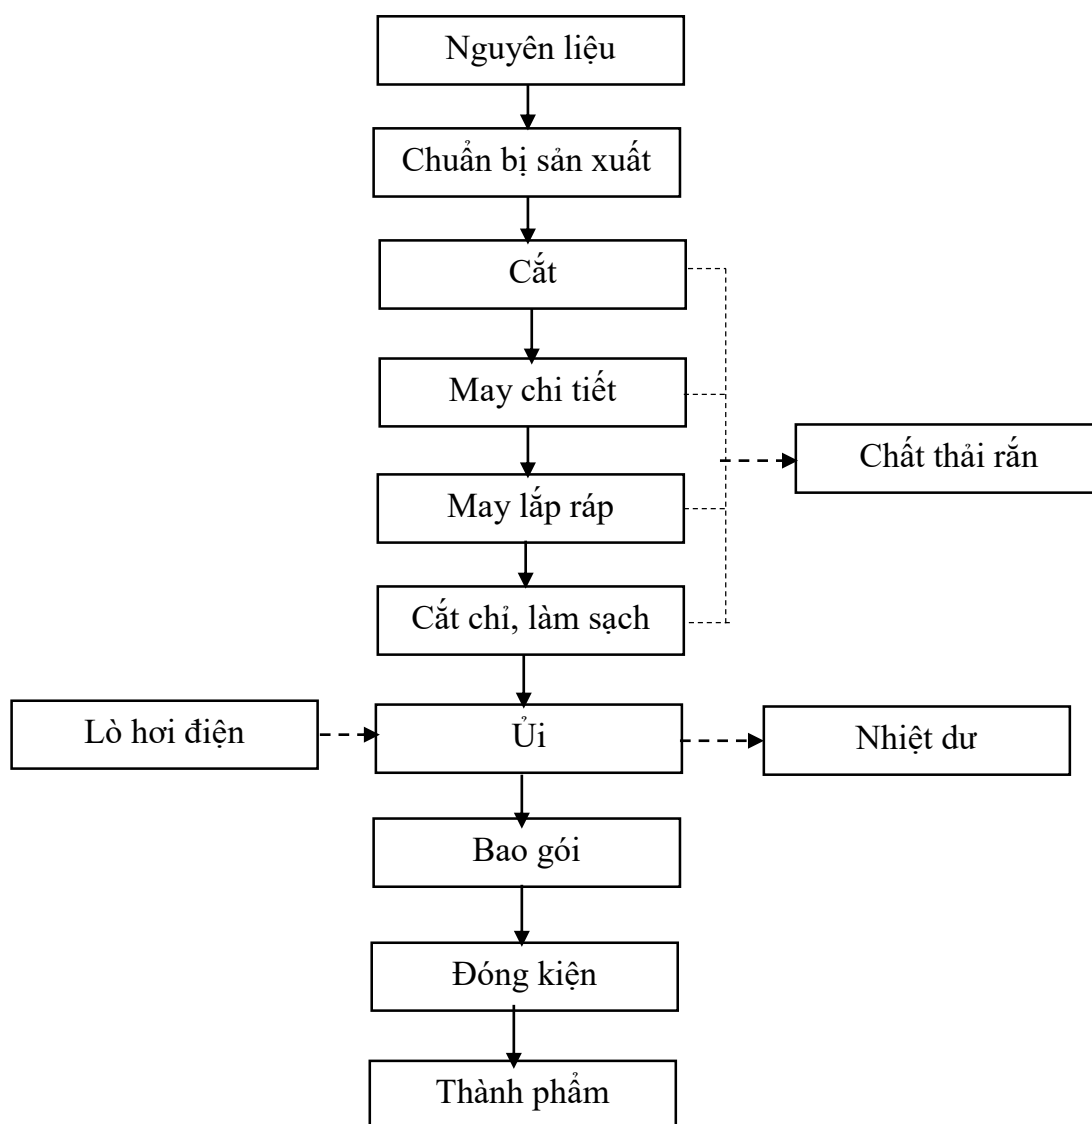 Nguyên liệu
Chuẩn bị sản xuất
Cắt
May chi tiết
Chất thải rắn
May lắp ráp
Cắt chỉ, làm sạch
Lò hơi điện
Ủi
Nhiệt dư
Bao gói
Đóng kiện
Thành phẩm